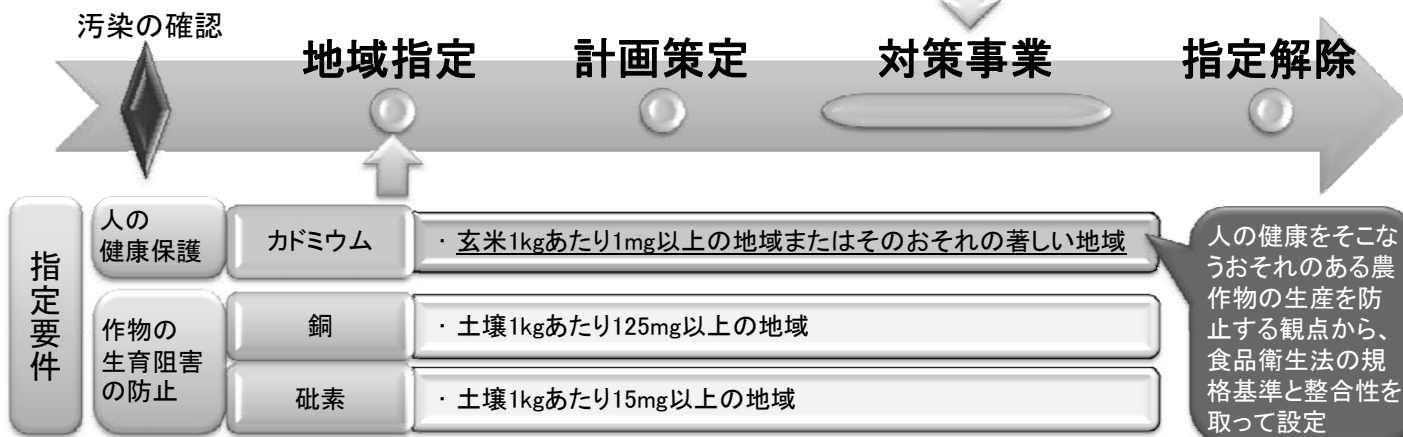 汚染の確認
地域指定
計画策定
対策事業
指定解除
指定要件
人の
健康保護
カドミウム
・玄米1kgあたり1mg以上の地域またはそのおそれの著しい地域
作物の
生育阻害
の防止
銅
・土壌1kgあたり125mg以上の地域
砒素
・土壌1kgあたり15mg以上の地域
人の健康をそこな
うおそれのある農
作物の生産を防
止する観点から、
食品衛生法の規
格基準と整合性を
取って設定